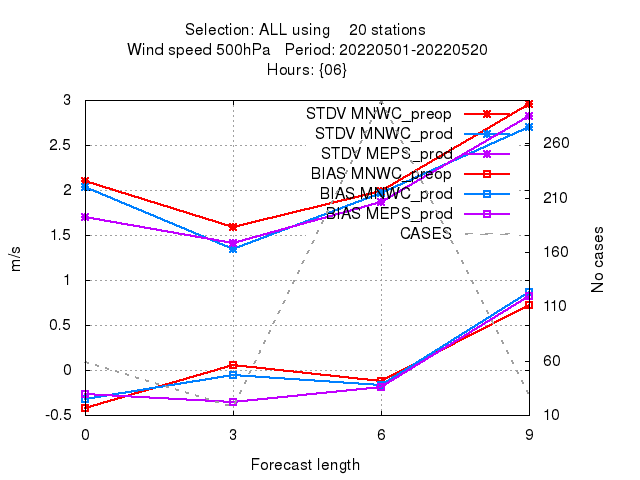 Selection: ALL using    20 stations
Wind speed 500hPa   Period: 20220501-20220520
Hours: {06}
STDV MNWC_preop
STDV MNWC_prod
STDV MEPS_prod
BIAS MNWC_preop
BIAS MNWC_prod
BIAS MEPS_prod
CASES
3
2.5
2
1.5
1
0.5
0
-0.5
m/s
260
210
160
110
60
10
No cases
0 3 6 9
Forecast length